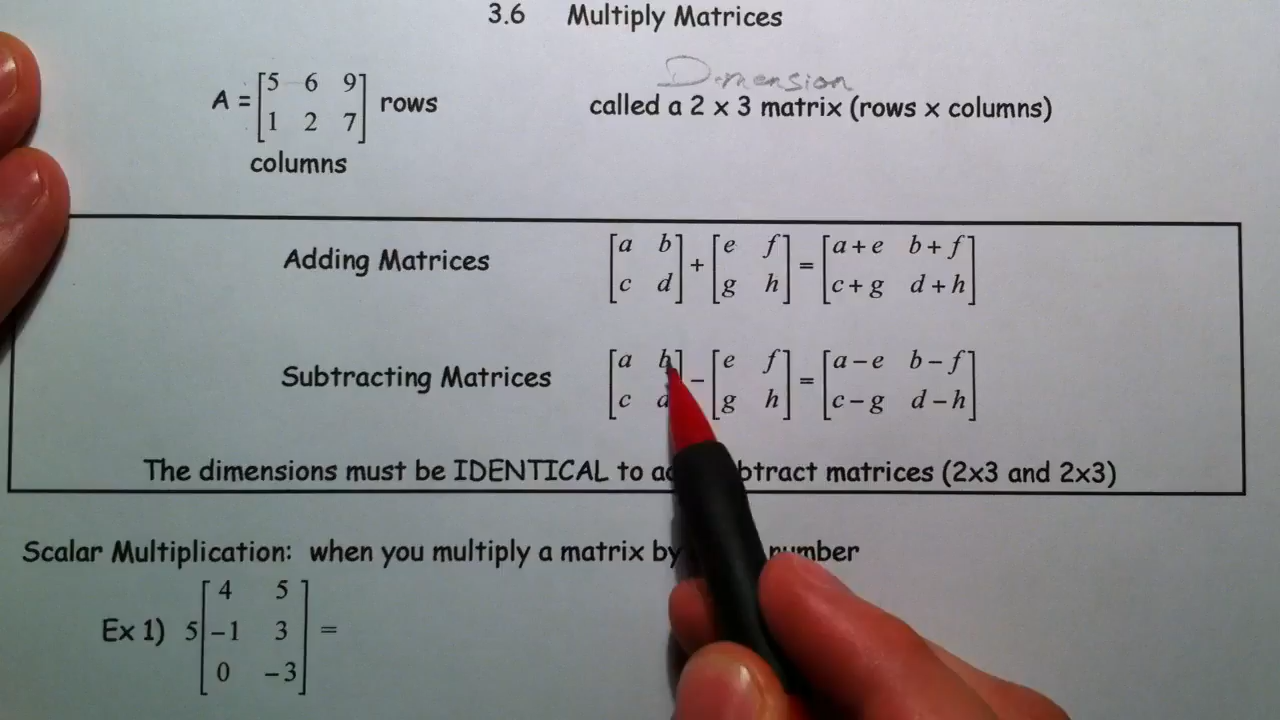 3.6 Multiply Matrices
Dimension
A = [5 6 9] rows
[1 2 7]
called a 2 x 3 matrix (rows x columns)
columns
Adding Matrices
[a b] + [e f] = [a+e b+f]
[c d] [g h] [c+g d+h]
Subtracting Matrices
[a b] − [e f] = [a−e b−f]
[c d] [g h] [c−g d−h]
The dimensions must be IDENTICAL to subtract matrices (2x3 and 2x3)
Scalar Multiplication: when you multiply a matrix by number
Ex 1) 5 [4 5] =
[−1 3]
[0 −3]